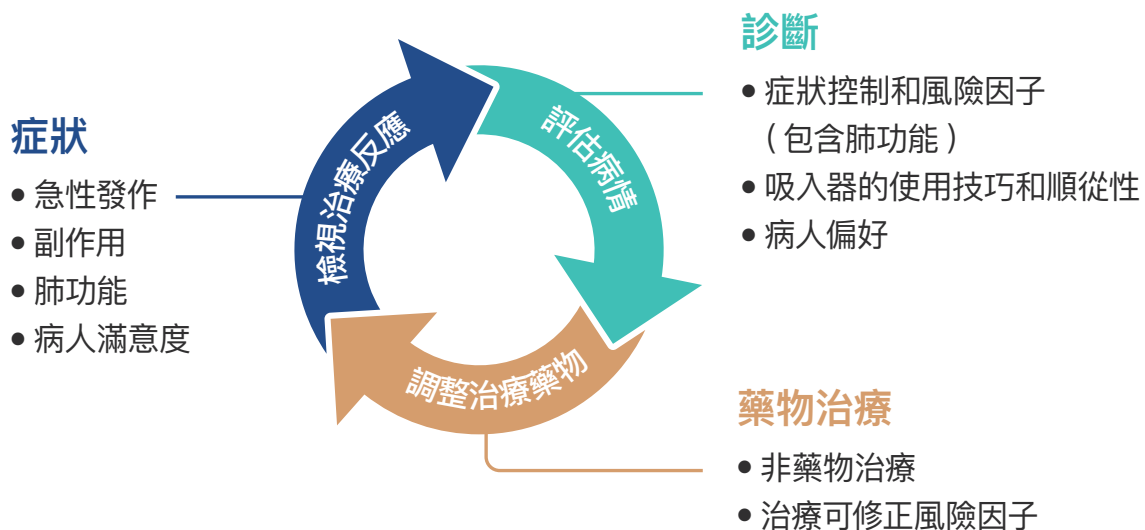 診斷
• 症狀控制和風險因子
（包含肺功能）
• 吸入器的使用技巧和順從性
• 病人偏好
症狀
• 急性發作
• 副作用
• 肺功能
• 病人滿意度
檢視治療反應
評估病情
調整治療藥物
藥物治療
• 非藥物治療
• 治療可修正風險因子